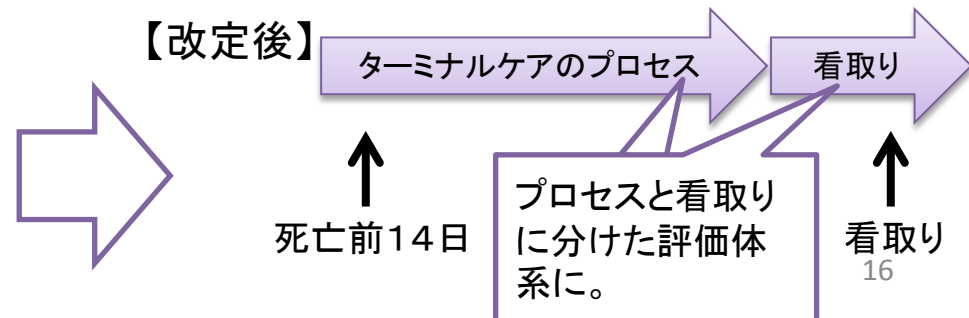 【改定後】
ターミナルケアのプロセス
看取り
死亡前１４日
プロセスと看取り
に分けた評価体
系に。
看取り
16